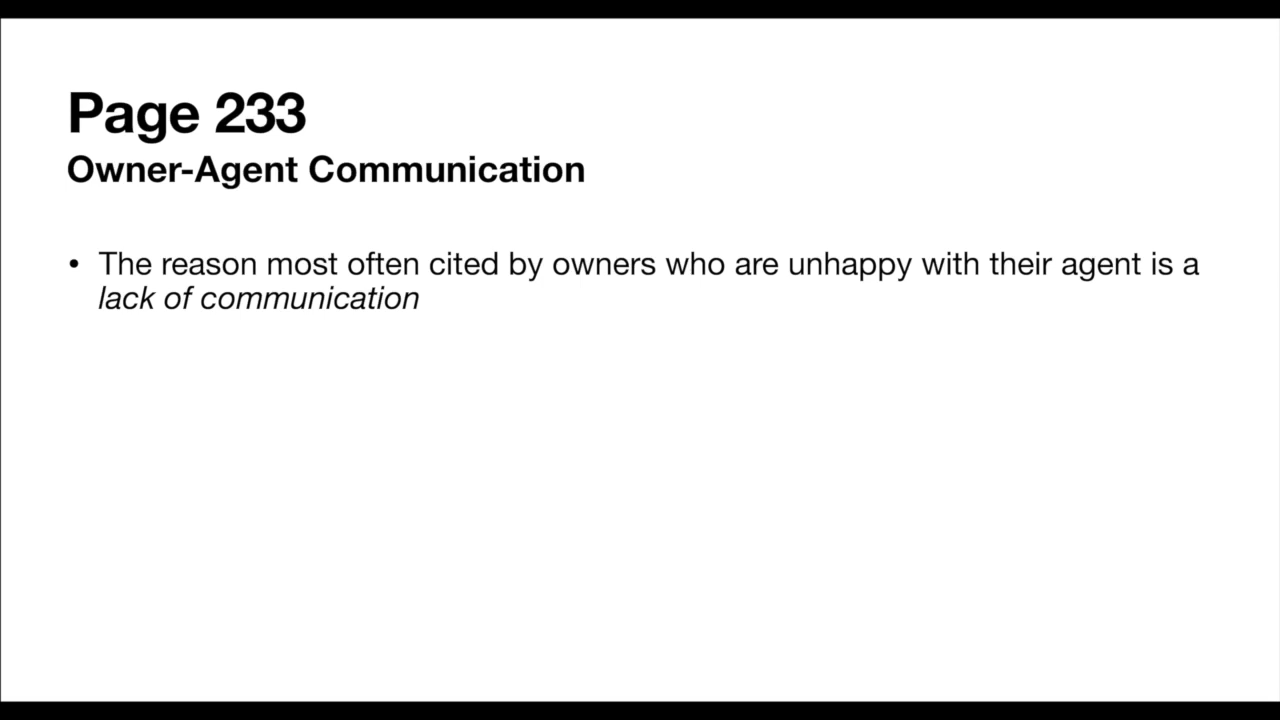 Page 233
Owner-Agent Communication
• The reason most often cited by owners who are unhappy with their agent is a
lack of communication